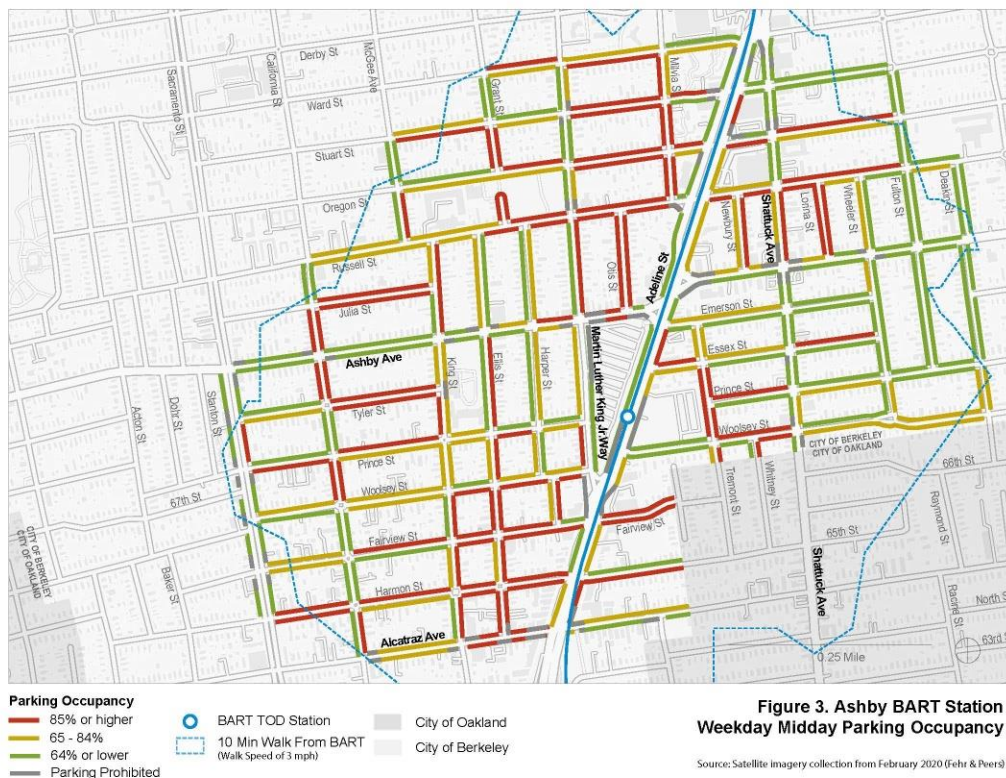 Derby St
Ward St
Stuart St
Oregon St
Russell St
Julia St
Ashby Ave
Tyler St
Prince St
Woolsey St
Fairview St
Harmon St
Alcatraz Ave
67th St
Baker St
Sacramento St
California St
McGee Ave
Grant St
Milvia St
Acton St
Dohr St
Stanton St
King St
Ellis St
Harper St
Otis St
Martin Luther King Jr. Way
Adeline St
Newbury St
Shattuck Ave
Lorina St
Wheeler St
Fulton St
Deakin St
Emerson St
Essex St
Prince St
Woolsey St
CITY OF BERKELEY
CITY OF OAKLAND
Fairview St
Tremont St
Whitney St
66th St
65th St
Raymond St
Shattuck Ave
Racine St
North S
63rd S
0.25 Mile
CITY OF BERKELEY
CITY OF OAKLAND
Parking Occupancy
85% or higher
65 - 84%
64% or lower
Parking Prohibited
BART TOD Station
10 Min Walk From BART
(Walk Speed of 3 mph)
City of Oakland
City of Berkeley
Figure 3. Ashby BART Station
Weekday Midday Parking Occupancy
Source: Satellite imagery collection from February 2020 (Fehr & Peers)